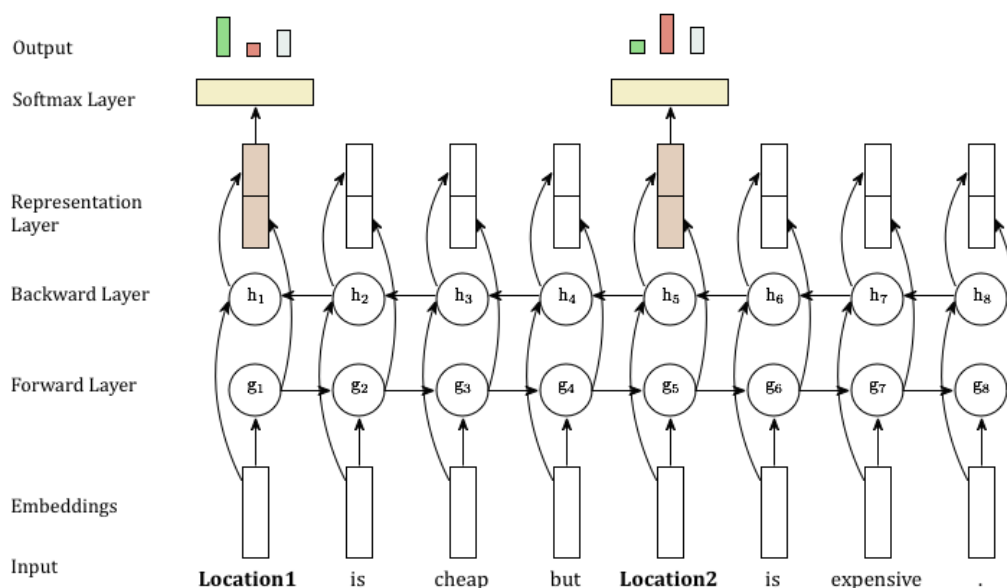 Output
Softmax Layer
Representation
Layer
Backward Layer
h1 h2 h3 h4 h5 h6 h7 h8
Forward Layer
g1 g2 g3 g4 g5 g6 g7 g8
Embeddings
Input
Location1 is cheap but Location2 is expensive .